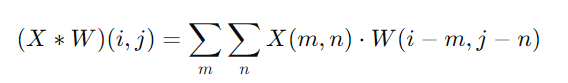 (X * W)(i, j) = ∑_m ∑_n X(m, n) · W(i − m, j − n)